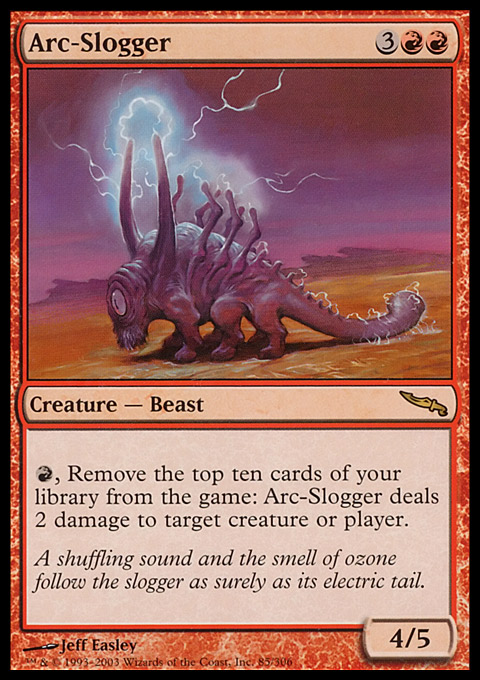 Arc-Slogger 3
Creature — Beast
, Remove the top ten cards of your
library from the game: Arc-Slogger deals
2 damage to target creature or player.
A shuffling sound and the smell of ozone
follow the slogger as surely as its electric tail.
Jeff Easley
™ & © 1993–2003 Wizards of the Coast, Inc. 85/306
4/5